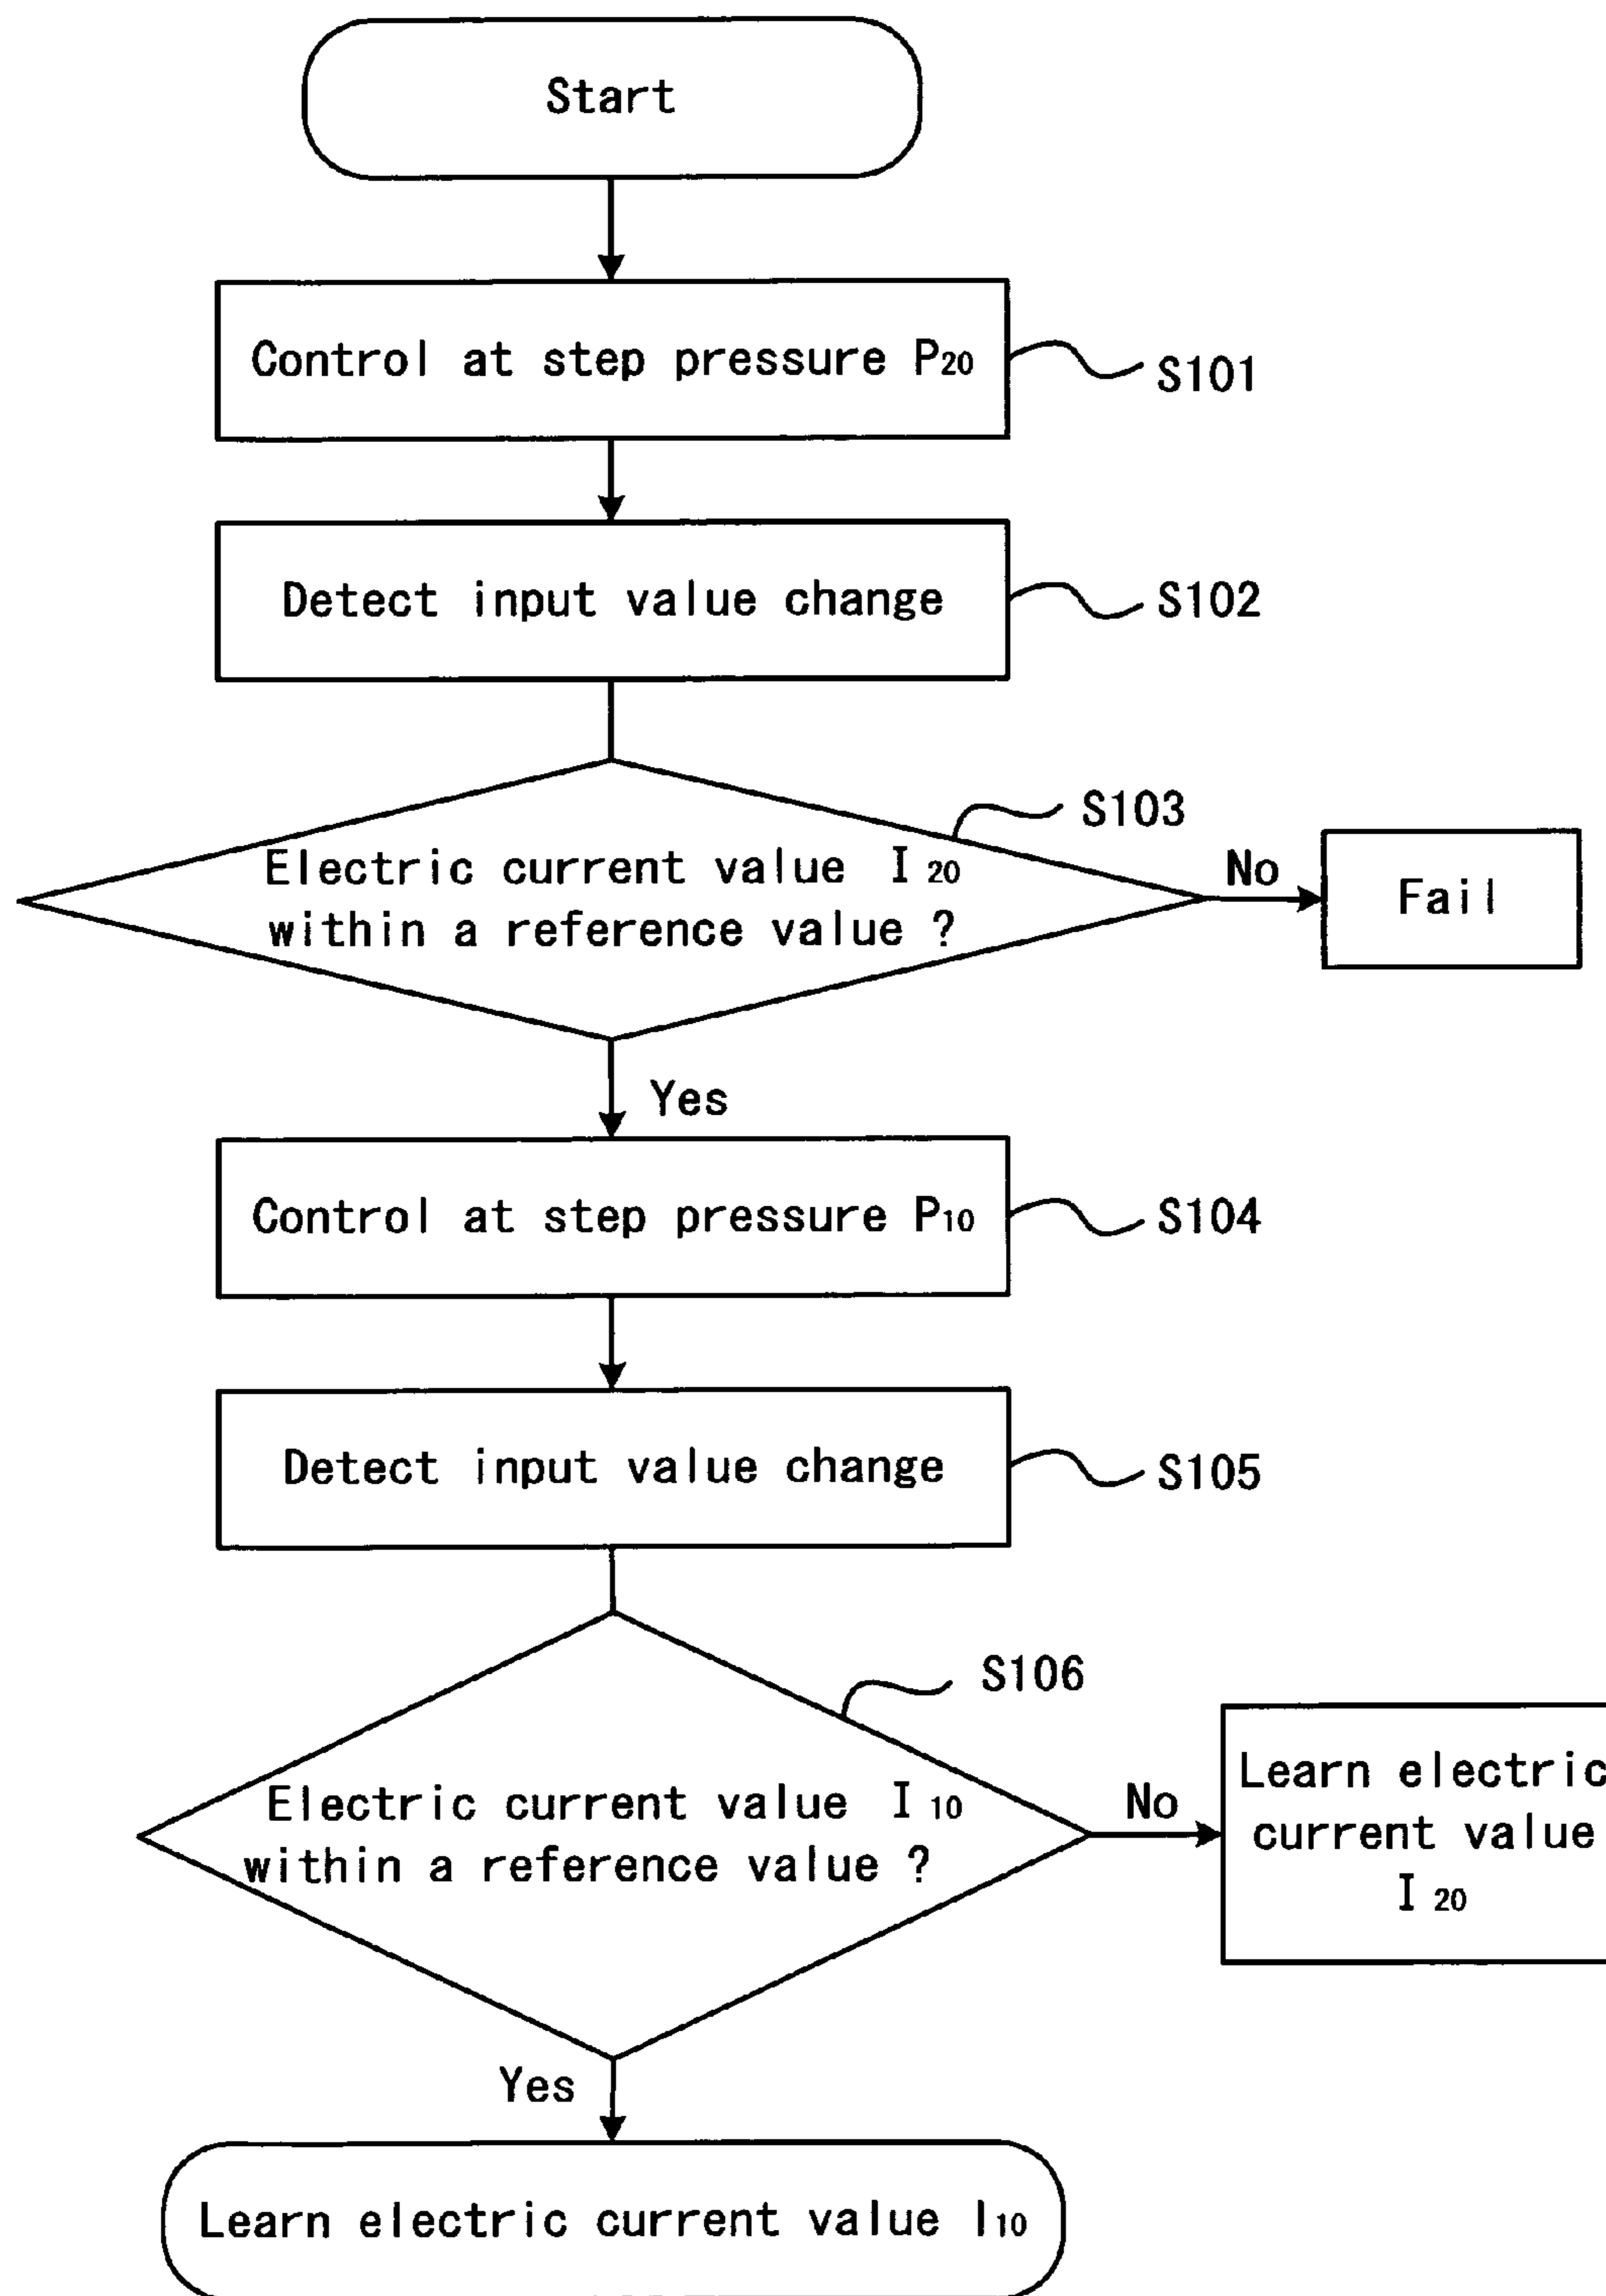 Start
Control at step pressure P20
S101
Detect input value change
S102
S103
Electric current value I 20
within a reference value ?
No
Fail
Yes
Control at step pressure P10
S104
Detect input value change
S105
S106
Electric current value I 10
within a reference value ?
No
Learn electric
current value
I 20
Yes
Learn electric current value I10